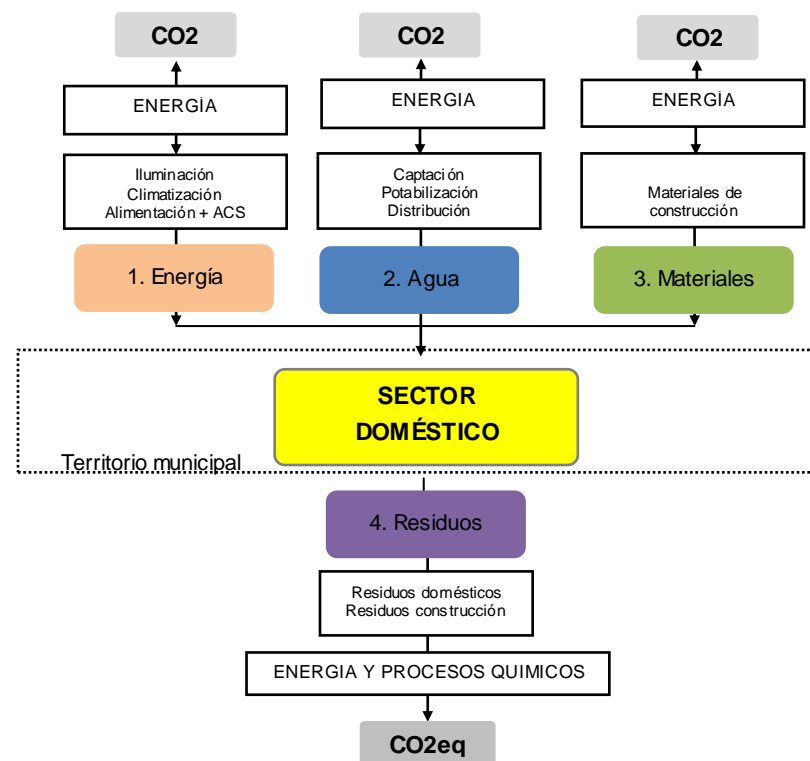 CO2
CO2
CO2
ENERGÍA
ENERGIA
ENERGÍA
Iluminación
Climatización
Alimentación + ACS
Captación
Potabilización
Distribución
Materiales de
construcción
1. Energía
2. Agua
3. Materiales
SECTOR
DOMÉSTICO
Territorio municipal
4. Residuos
Residuos domésticos
Residuos construcción
ENERGIA Y PROCESOS QUIMICOS
CO2eq